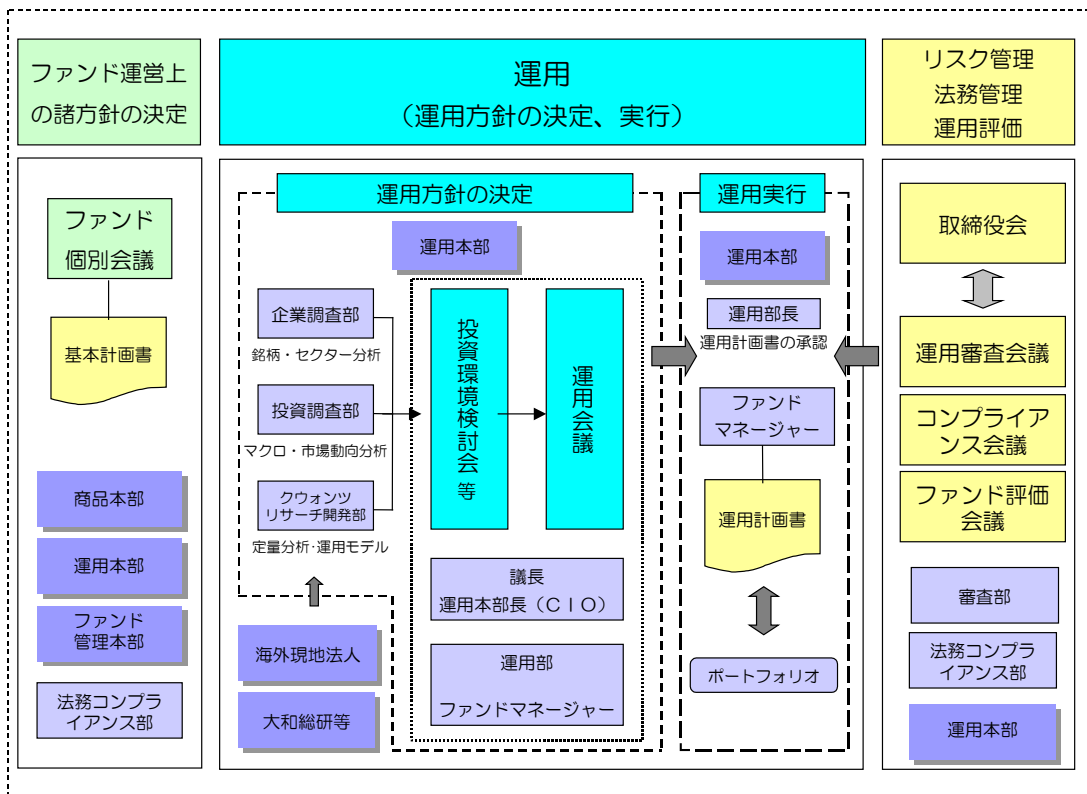 ファンド運営上
の諸方針の決定
運用
（運用方針の決定、実行）
リスク管理
法務管理
運用評価
ファンド
個別会議
基本計画書
商品本部
運用本部
ファンド
管理本部
法務コンプラ
イアンス部
運用方針の決定
運用本部
企業調査部
銘柄・セクター分析
投資調査部
マクロ・市場動向分析
クウォンツ
リサーチ開発部
定量分析･運用モデル
海外現地法人
大和総研等
投資環境検討会等
運用会議
議長
運用本部長（ＣＩＯ）
運用部
ファンドマネージャー
運用実行
運用本部
運用部長
運用計画書の承認
ファンド
マネージャー
運用計画書
ポートフォリオ
取締役会
運用審査会議
コンプライア
ンス会議
ファンド評価
会議
審査部
法務コンプラ
イアンス部
運用本部